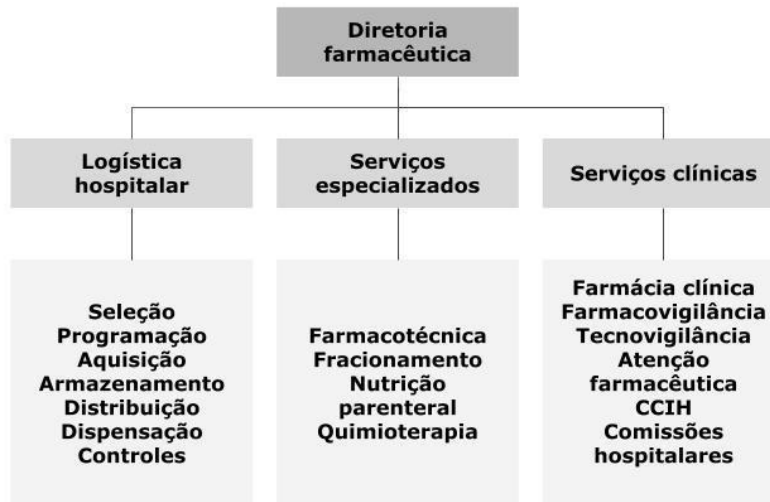 Diretoria
farmacêutica
Logística
hospitalar
Serviços
especializados
Serviços clínicas
Seleção
Programação
Aquisição
Armazenamento
Distribuição
Dispensação
Controles
Farmacotécnica
Fracionamento
Nutrição
parenteral
Quimioterapia
Farmácia clínica
Farmacovigilância
Tecnovigilância
Atenção
farmacêutica
CCIH
Comissões
hospitalares